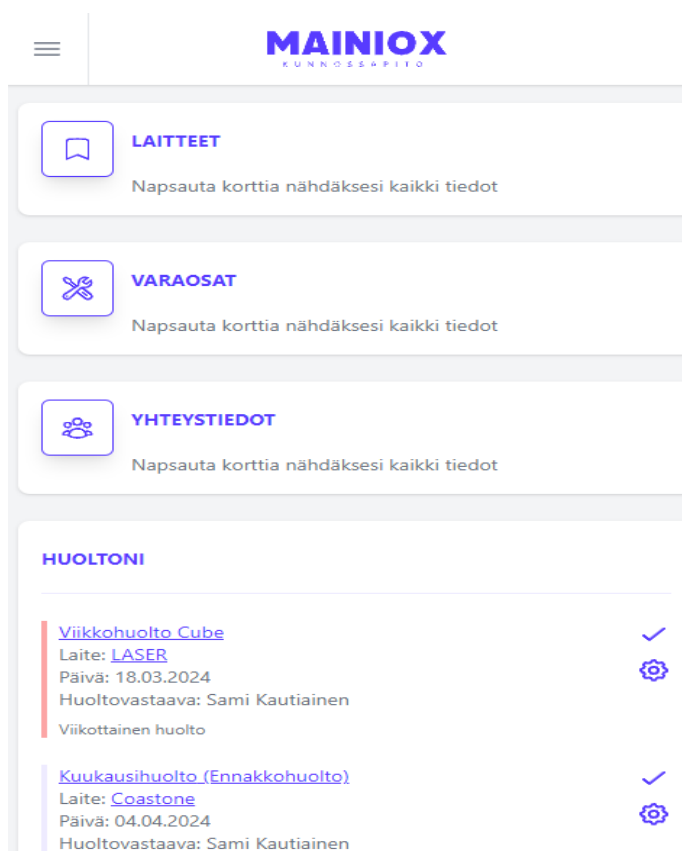 MAINIOX
KUNNOSSAPITO
LAITTEET
Napsauta korttia nähdäksesi kaikki tiedot
VARAOSAT
Napsauta korttia nähdäksesi kaikki tiedot
YHTEYSTIEDOT
Napsauta korttia nähdäksesi kaikki tiedot
HUOLTONI
Viikkohuolto Cube
Laite: LASER
Päivä: 18.03.2024
Huoltovastaava: Sami Kautiainen
Viikottainen huolto
Kuukausihuolto (Ennakkohuolto)
Laite: Coastone
Päivä: 04.04.2024
Huoltovastaava: Sami Kautiainen